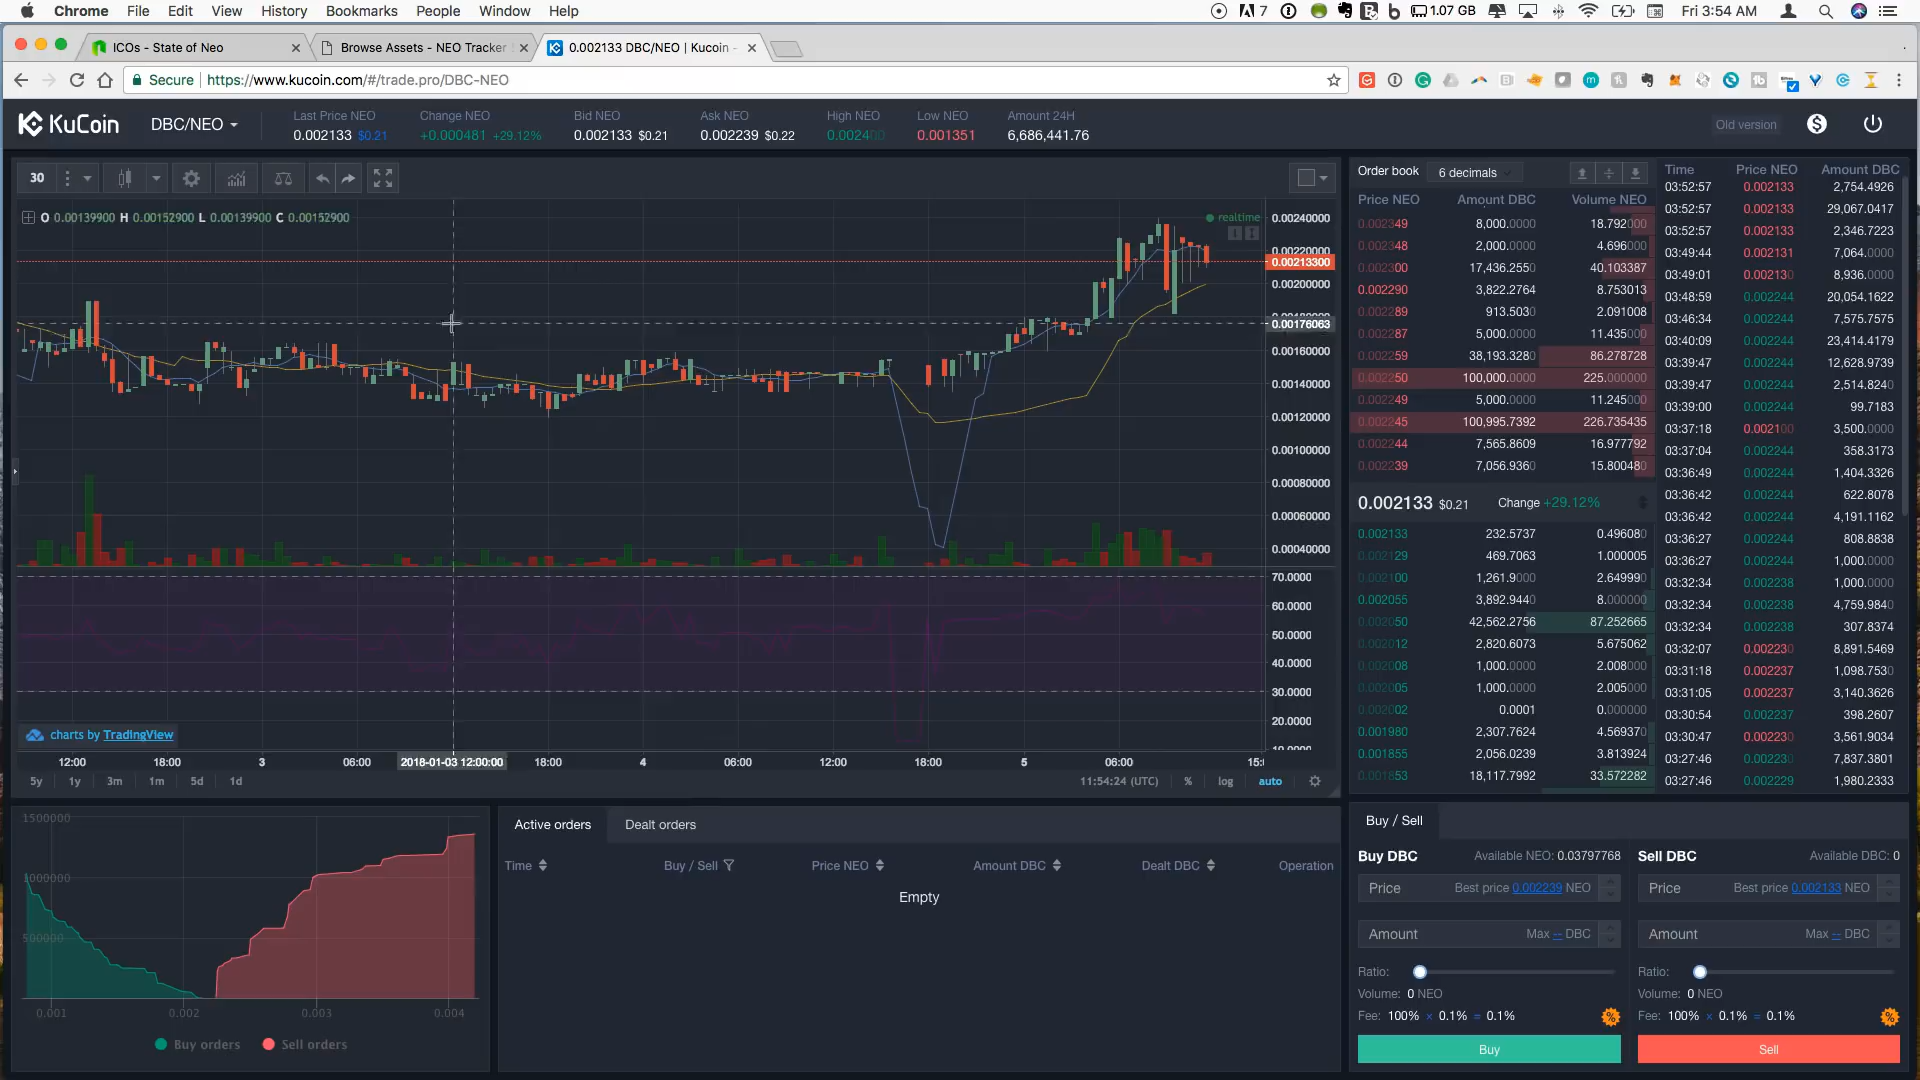 Chrome File Edit View History Bookmarks People Window Help 7 1.07 GB Fri 3:54 AM
ICOs - State of Neo
Browse Assets - NEO Tracker
0.002133 DBC/NEO | Kucoin -
Secure https://www.kucoin.com/#/trade.pro/DBC-NEO
KuCoin DBC/NEO
Last Price NEO Change NEO Bid NEO Ask NEO High NEO Low NEO Amount 24H
0.002133 $0.21 +0.000481 +29.12% 0.002133 $0.21 0.002239 $0.22 0.002400 0.001351 6,686,441.76
Old version
30
O 0.00139900 H 0.00152900 L 0.00139900 C 0.00152900
realtime
0.00240000
0.00220000
0.00213300
0.00200000
0.00176063
0.00160000
0.00140000
0.00120000
0.00100000
0.00080000
0.00060000
0.00040000
70.0000
60.0000
50.0000
40.0000
30.0000
20.0000
10.0000
charts by TradingView
12:00 18:00 3 06:00 2018-01-03 12:00:00 18:00 4 06:00 12:00 18:00 5 06:00
5y 1y 3m 1m 5d 1d 11:54:24 (UTC) % log auto
Order book 6 decimals
Price NEO Amount DBC Volume NEO
0.002349 8,000.0000 18.792000
0.002348 2,000.0000 4.696000
0.002300 17,436.2550 40.103387
0.002290 3,822.2764 8.753013
0.002289 913.5030 2.091008
0.002287 5,000.0000 11.435000
0.002259 38,193.3280 86.278728
0.002250 100,000.0000 225.000000
0.002249 5,000.0000 11.245000
0.002245 100,995.7392 226.735435
0.002244 7,565.8609 16.977792
0.002239 7,056.9360 15.800480
0.002133 $0.21 Change +29.12%
0.002133 232.5737 0.496080
0.002129 469.7063 1.000005
0.002100 1,261.9000 2.649990
0.002055 3,892.9440 8.000000
0.002050 42,562.2756 87.252665
0.002012 2,820.6073 5.675062
0.002008 1,000.0000 2.008000
0.002005 1,000.0000 2.005000
0.002002 0.0001 0.000000
0.001980 2,307.7624 4.569370
0.001855 2,056.0239 3.813924
0.001853 18,117.7992 33.572282
Time Price NEO Amount DBC
03:52:57 0.002133 2,754.4926
03:52:57 0.002133 29,067.0417
03:52:57 0.002133 2,346.7223
03:49:44 0.002131 7,064.0000
03:49:01 0.002130 8,936.0000
03:48:59 0.002244 20,054.1622
03:46:34 0.002244 7,575.7575
03:40:09 0.002244 23,414.4179
03:39:47 0.002244 12,628.9739
03:39:47 0.002244 2,514.8240
03:39:00 0.002244 99.7183
03:37:18 0.002100 3,500.0000
03:37:04 0.002244 358.3173
03:36:49 0.002244 1,404.3326
03:36:42 0.002244 622.8078
03:36:42 0.002244 4,191.1162
03:36:27 0.002244 808.8838
03:36:27 0.002244 1,000.0000
03:32:34 0.002238 1,000.0000
03:32:34 0.002238 4,759.9840
03:32:34 0.002238 307.8374
03:32:07 0.002230 8,891.5469
03:31:18 0.002237 1,098.7530
03:31:05 0.002237 3,140.3626
03:30:54 0.002237 398.2607
03:30:47 0.002230 3,561.9034
03:27:46 0.002230 7,837.3801
03:27:46 0.002229 1,980.2333
1500000
1000000
500000
0.001 0.002 0.003 0.004
Buy orders Sell orders
Active orders Dealt orders
Time Buy / Sell Price NEO Amount DBC Dealt DBC Operation
Empty
Buy / Sell
Buy DBC Available NEO: 0.03797768
Price Best price 0.002239 NEO
Amount Max -- DBC
Ratio:
Volume: 0 NEO
Fee: 100% × 0.1% = 0.1%
Buy
Sell DBC Available DBC: 0
Price Best price 0.002133 NEO
Amount Max -- DBC
Ratio:
Volume: 0 NEO
Fee: 100% × 0.1% = 0.1%
Sell